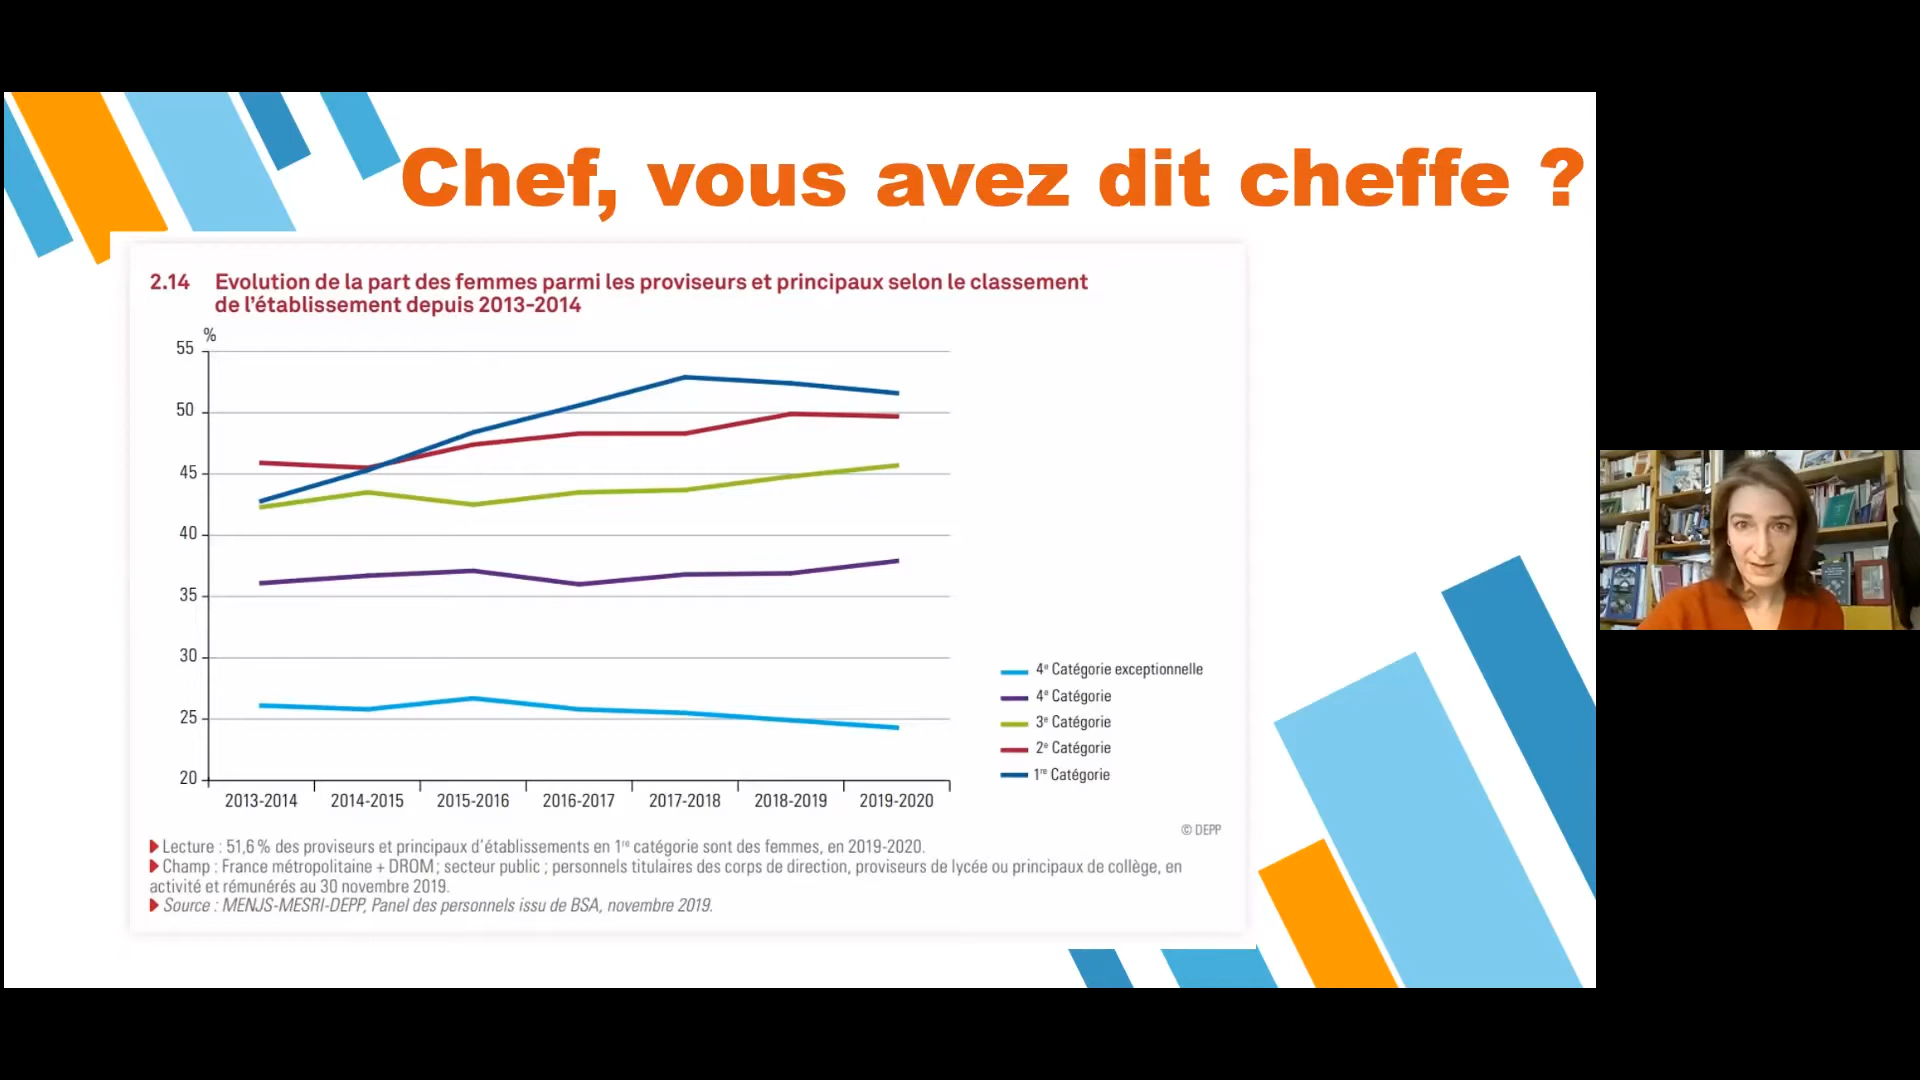 Chef, vous avez dit cheffe ?
2.14 Evolution de la part des femmes parmi les proviseurs et principaux selon le classement
de l'établissement depuis 2013-2014
%
55
50
45
40
35
30
25
20
2013-2014 2014-2015 2015-2016 2016-2017 2017-2018 2018-2019 2019-2020
4e Catégorie exceptionnelle
4e Catégorie
3e Catégorie
2e Catégorie
1re Catégorie
© DEPP
Lecture : 51,6 % des proviseurs et principaux d'établissements en 1re catégorie sont des femmes, en 2019-2020.
Champ : France métropolitaine + DROM ; secteur public ; personnels titulaires des corps de direction, proviseurs de lycée ou principaux de collège, en
activité et rémunérés au 30 novembre 2019.
Source : MENJS-MESRI-DEPP, Panel des personnels issu de BSA, novembre 2019.